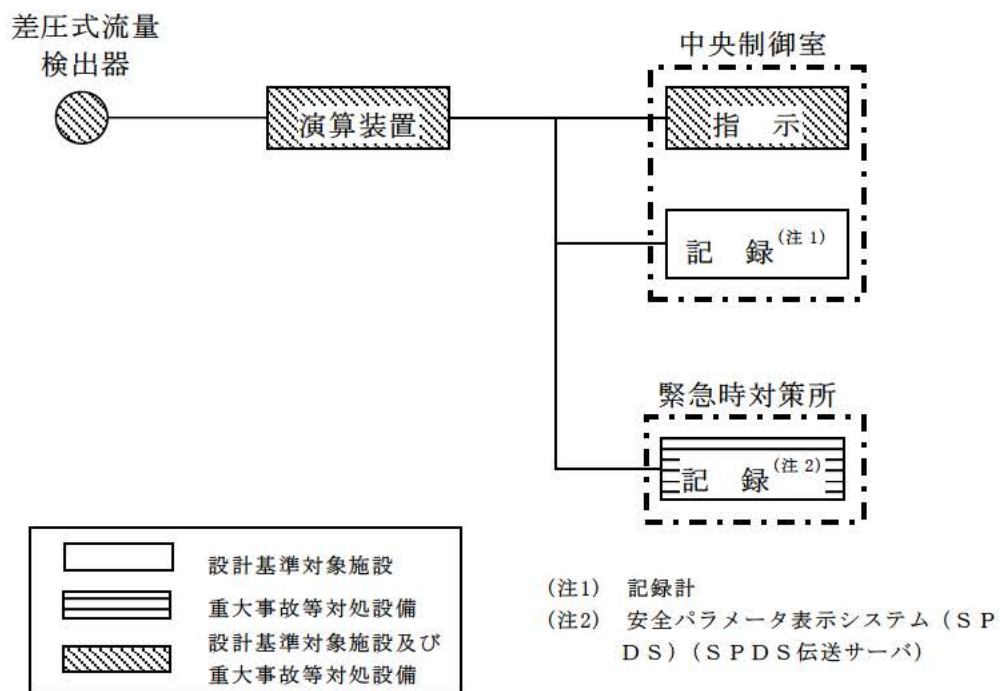 差圧式流量
検出器
中央制御室
演算装置
指 示
記 録(注1)
緊急時対策所
記 録(注2)
設計基準対象施設
重大事故等対処設備
設計基準対象施設及び
重大事故等対処設備
(注1) 記録計
(注2) 安全パラメータ表示システム(SP
DS)(SPDS伝送サーバ)